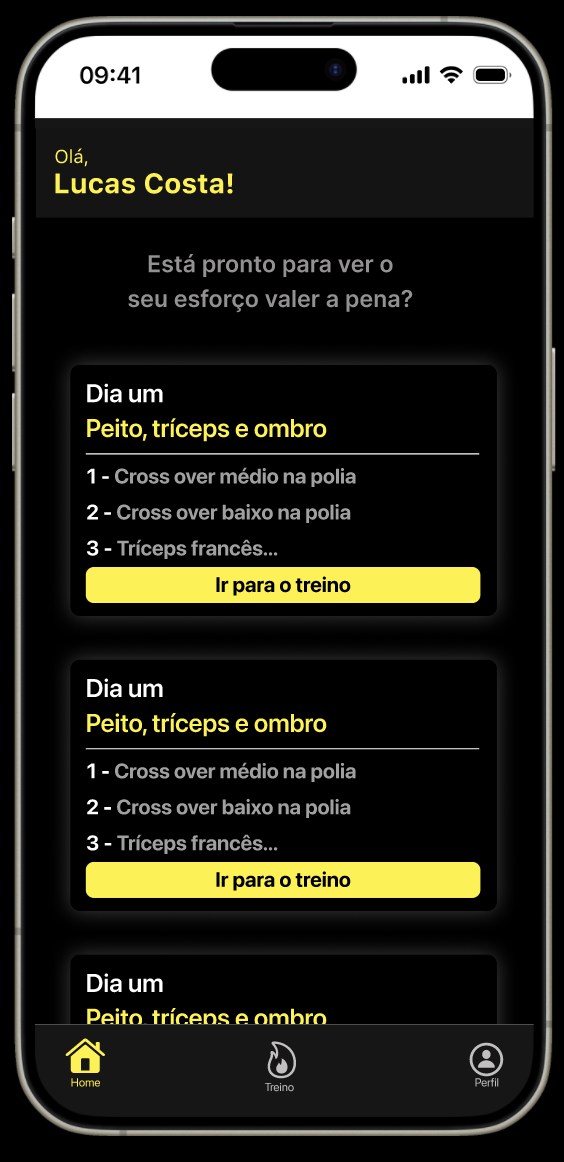 09:41
Olá,
Lucas Costa!
Está pronto para ver o
seu esforço valer a pena?
Dia um
Peito, tríceps e ombro
1 - Cross over médio na polia
2 - Cross over baixo na polia
3 - Tríceps francês...
Ir para o treino
Dia um
Peito, tríceps e ombro
1 - Cross over médio na polia
2 - Cross over baixo na polia
3 - Tríceps francês...
Ir para o treino
Dia um
Peito, tríceps e ombro
Home
Treino
Perfil